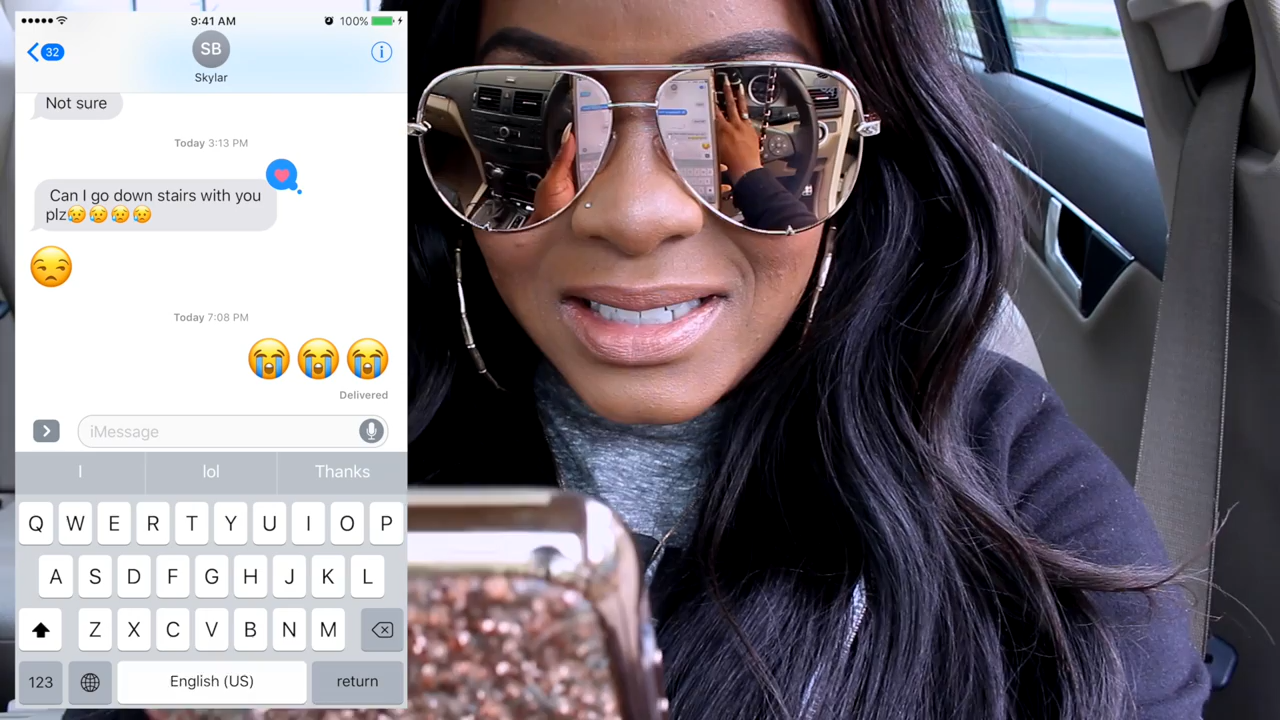 9:41 AM
100%
32
SB
Skylar
Not sure
Today 3:13 PM
Can I go down stairs with you
plz😥😥😥😥
😒
Today 7:08 PM
😭😭😭
Delivered
iMessage
I lol Thanks
Q W E R T Y U I O P
A S D F G H J K L
Z X C V B N M
123 English (US) return